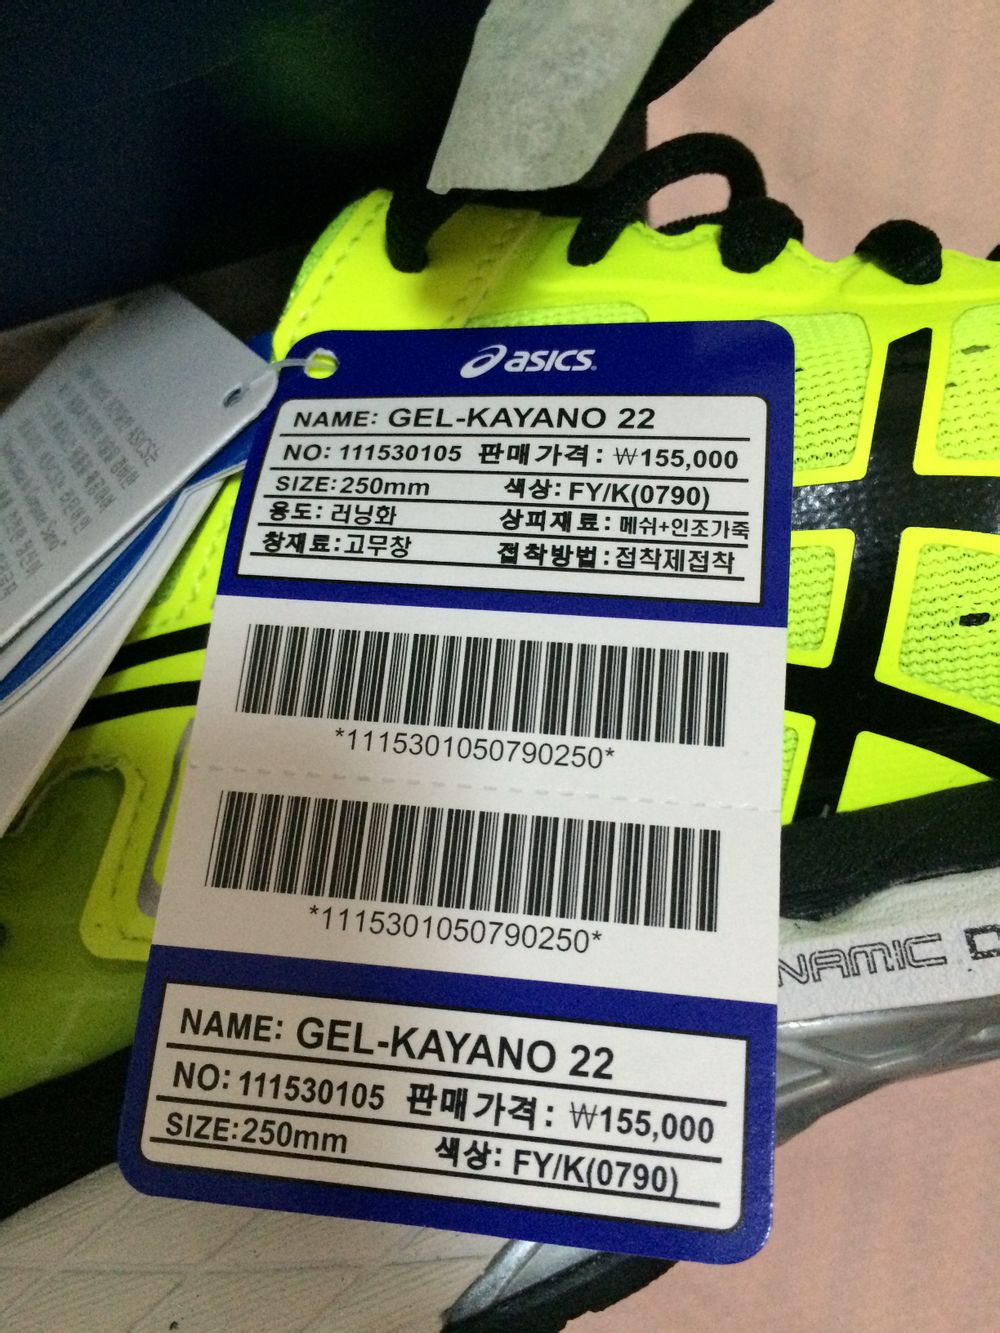 asics
NAME: GEL-KAYANO 22
NO: 111530105 판매가격: ₩155,000
SIZE:250mm 색상: FY/K(0790)
용도: 러닝화 상피재료: 메쉬+인조가죽
창재료:고무창 접착방법:접착제접착
*1115301050790250*
*1115301050790250*
NAMIC D
NAME: GEL-KAYANO 22
NO: 111530105 판매가격: ₩155,000
SIZE:250mm 색상: FY/K(0790)